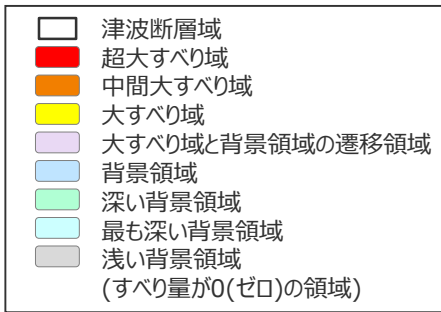 津波断層域
超大すべり域
中間大すべり域
大すべり域
大すべり域と背景領域の遷移領域
背景領域
深い背景領域
最も深い背景領域
浅い背景領域
(すべり量が0(ゼロ)の領域)